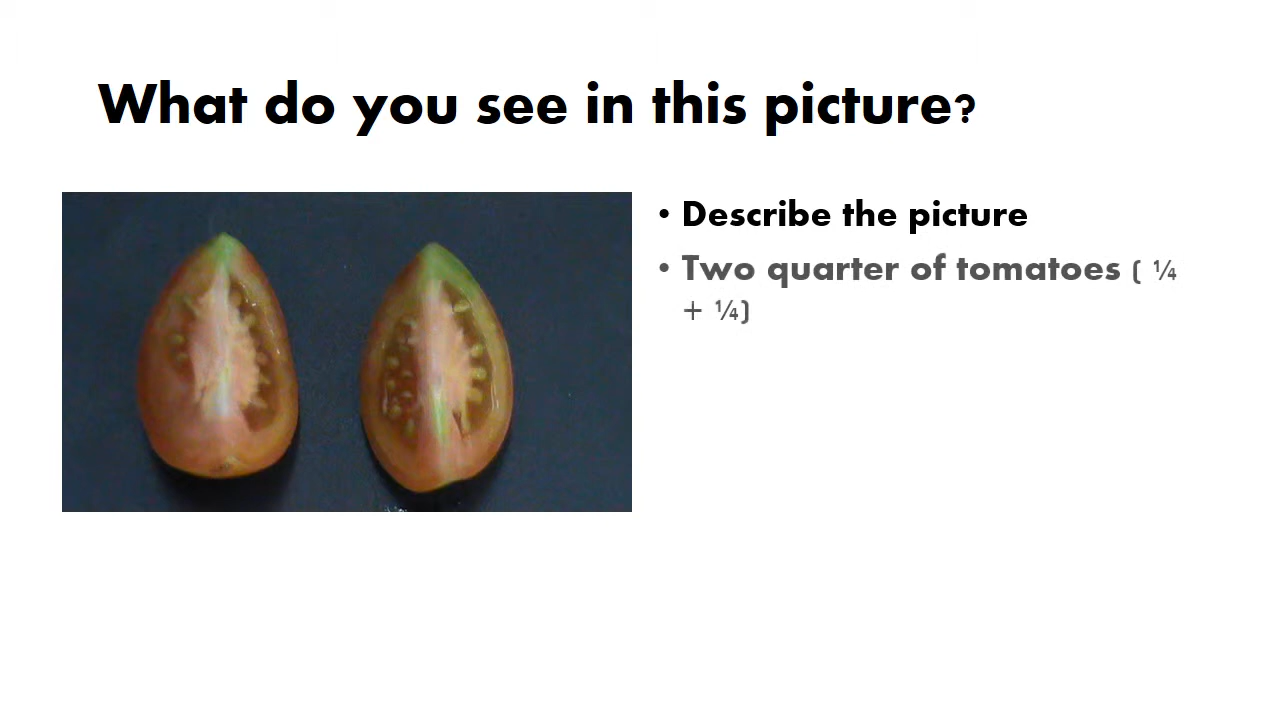 What do you see in this picture?
• Describe the picture
• Two quarter of tomatoes ( ¼
+ ¼)